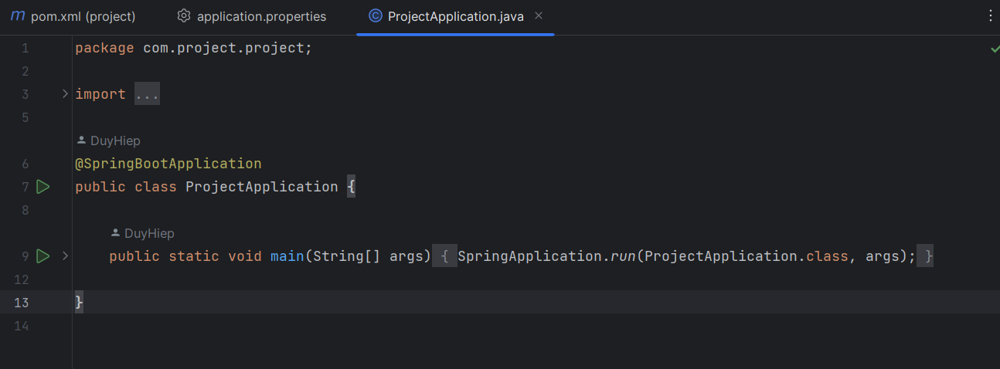 m pom.xml (project) application.properties © ProjectApplication.java ×
1 package com.project.project;
2
3 > import ...
5
DuyHiep
6 @SpringBootApplication
7 public class ProjectApplication {
8
DuyHiep
9 > public static void main(String[] args) { SpringApplication.run(ProjectApplication.class, args); }
12
13 }
14